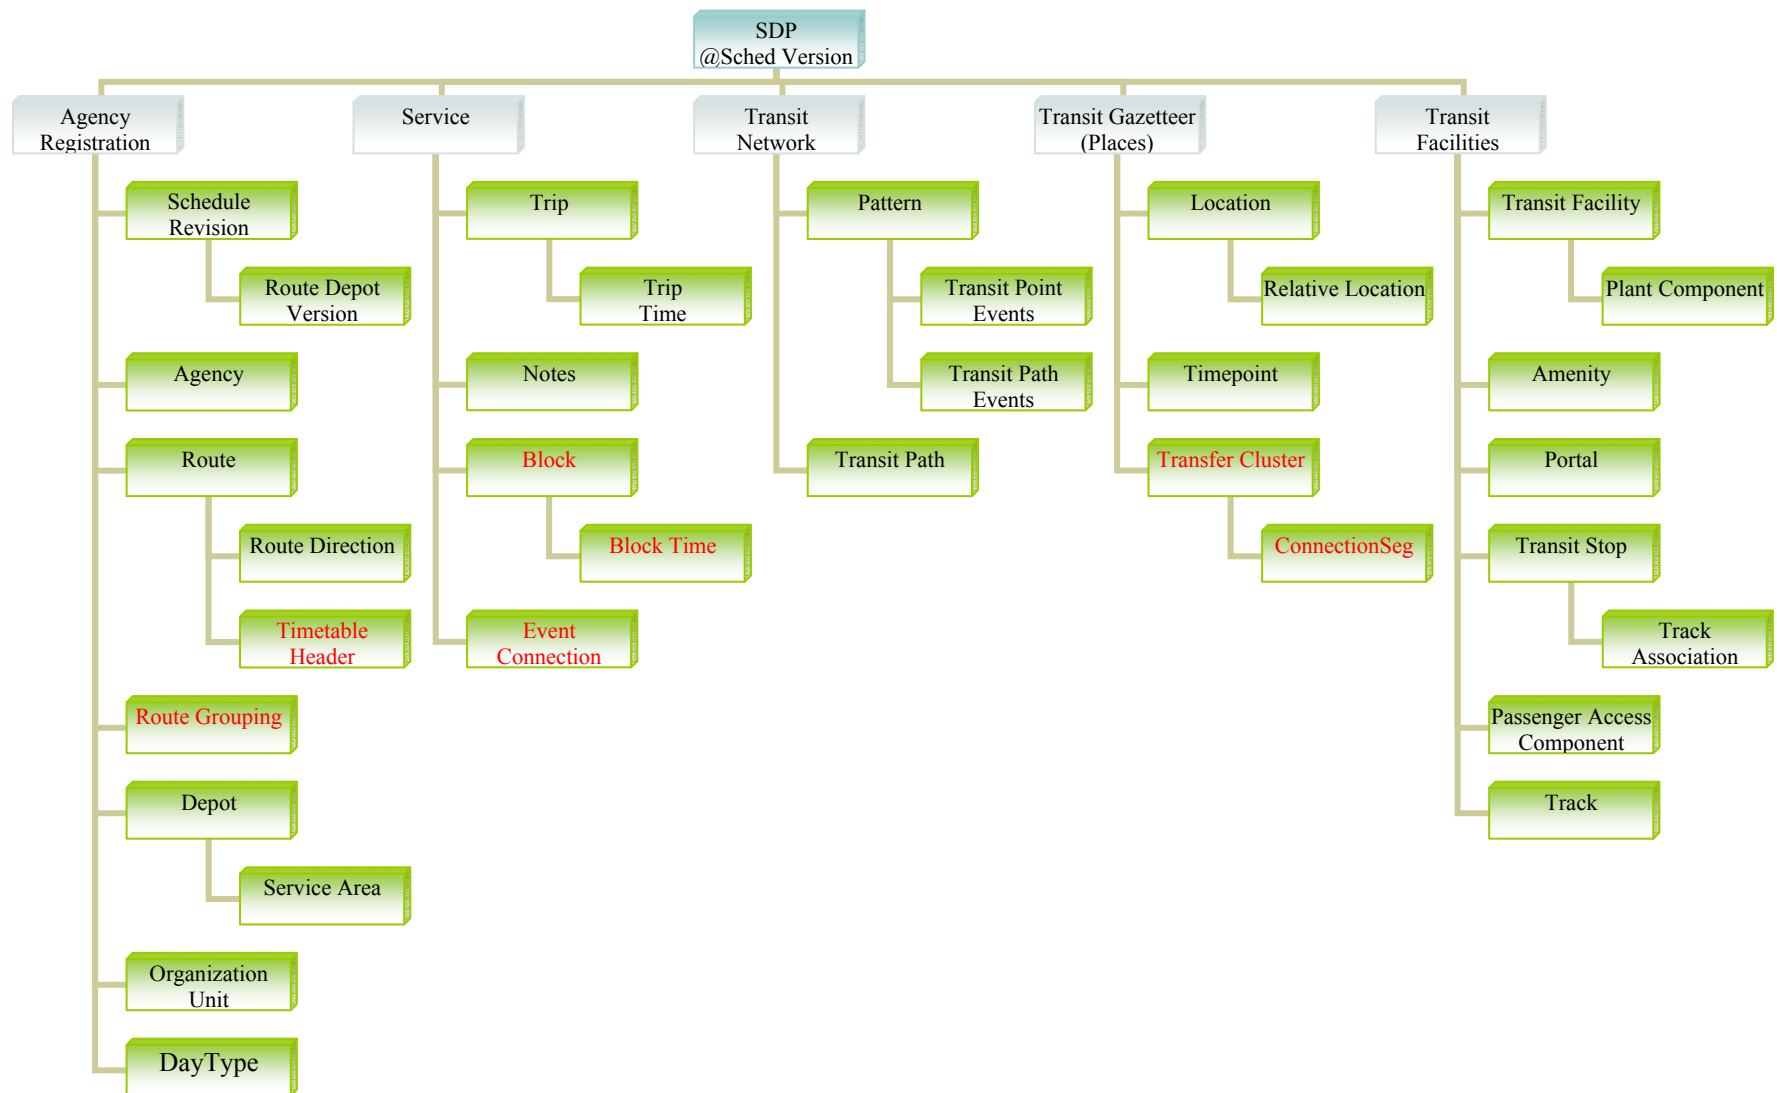 SDP
@Sched Version
Agency
Registration
Schedule
Revision
Route Depot
Version
Agency
Route
Route Direction
Timetable
Header
Route Grouping
Depot
Service Area
Organization
Unit
DayType
Service
Trip
Trip
Time
Notes
Block
Block Time
Event
Connection
Transit
Network
Pattern
Transit Point
Events
Transit Path
Events
Transit Path
Transit Gazetteer
(Places)
Location
Relative Location
Timepoint
Transfer Cluster
ConnectionSeg
Transit
Facilities
Transit Facility
Plant Component
Amenity
Portal
Transit Stop
Track
Association
Passenger Access
Component
Track